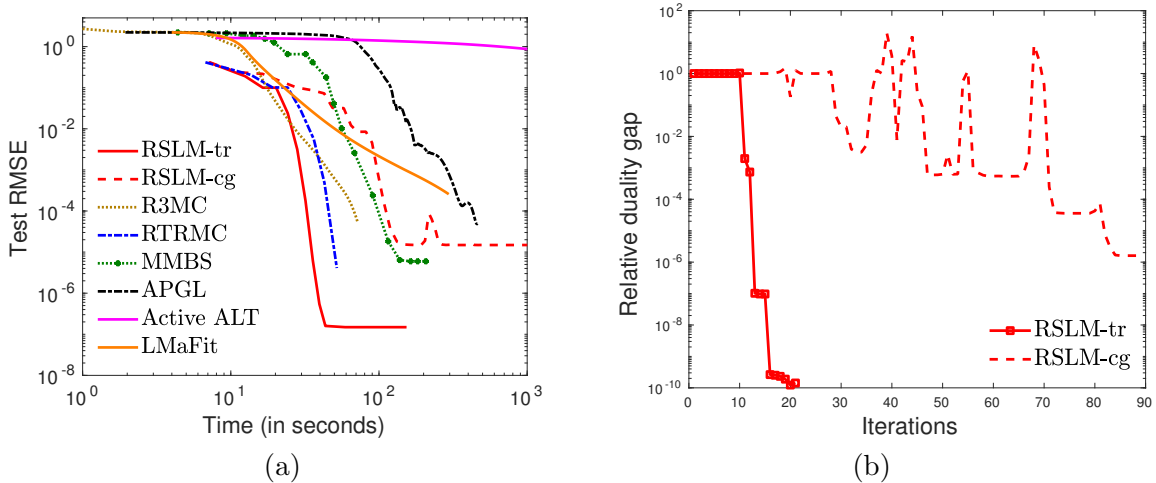 10^0
10^-2
10^-4
10^-6
10^-8
Test RMSE
RSLM-tr
RSLM-cg
R3MC
RTRMC
MMBS
APGL
Active ALT
LMaFit
10^0
10^1
10^2
10^3
Time (in seconds)
(a)
10^2
10^0
10^-2
10^-4
10^-6
10^-8
10^-10
Relative duality gap
RSLM-tr
RSLM-cg
0 10 20 30 40 50 60 70 80 90
Iterations
(b)